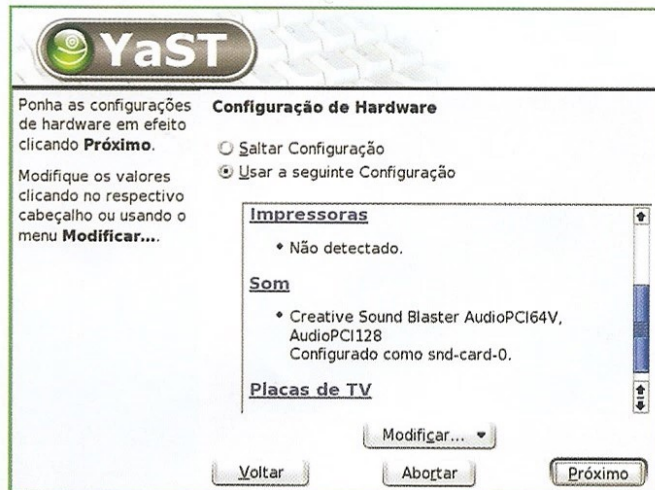 YaST
Ponha as configurações
de hardware em efeito
clicando Próximo.
Modifique os valores
clicando no respectivo
cabeçalho ou usando o
menu Modificar....
Configuração de Hardware
Saltar Configuração
Usar a seguinte Configuração
Impressoras
Não detectado.
Som
Creative Sound Blaster AudioPCI64V,
AudioPCI128
Configurado como snd-card-0.
Placas de TV
Modificar...
Voltar
Abortar
Próximo